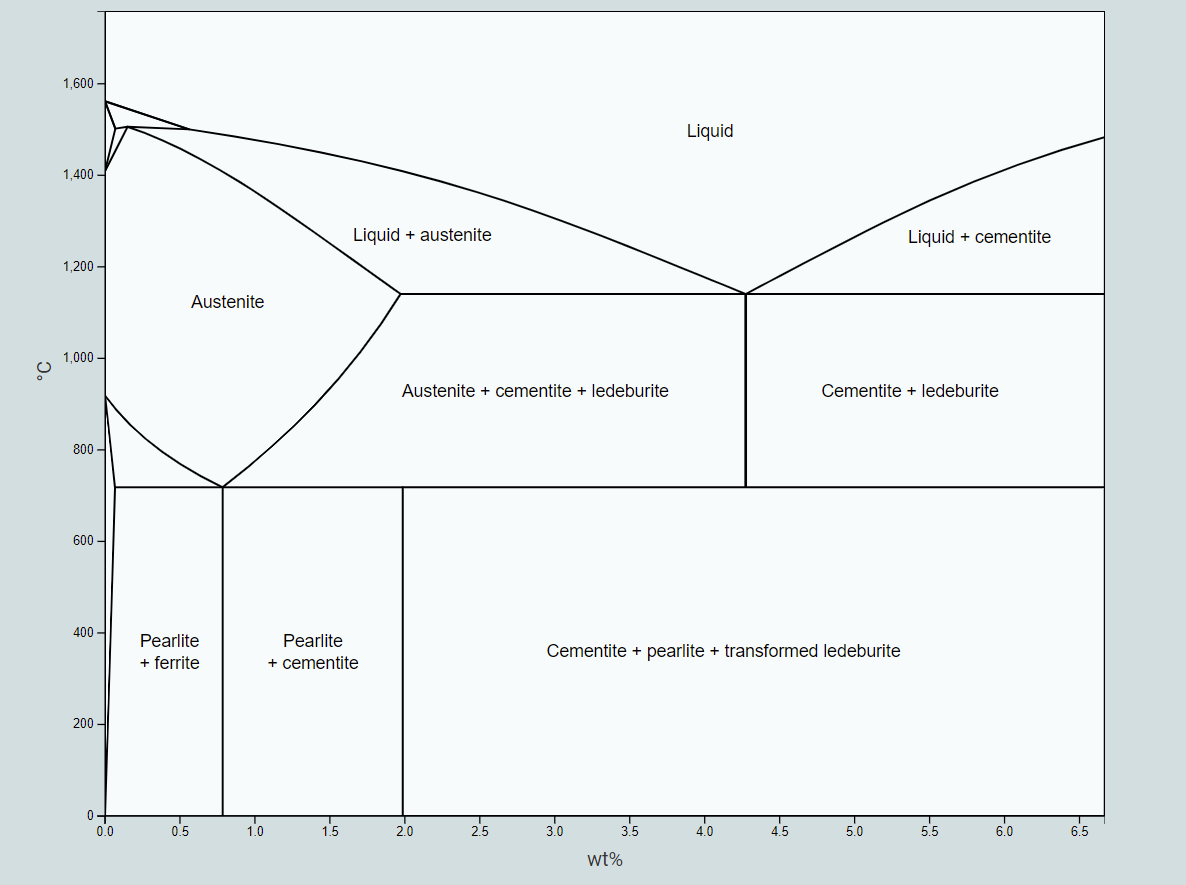 1,600
Liquid
1,400
Liquid + austenite
Liquid + cementite
1,200
Austenite
1,000
°C
Austenite + cementite + ledeburite
Cementite + ledeburite
800
600
Pearlite
+ ferrite
Pearlite
+ cementite
Cementite + pearlite + transformed ledeburite
400
200
0
0.0 0.5 1.0 1.5 2.0 2.5 3.0 3.5 4.0 4.5 5.0 5.5 6.0 6.5
wt%